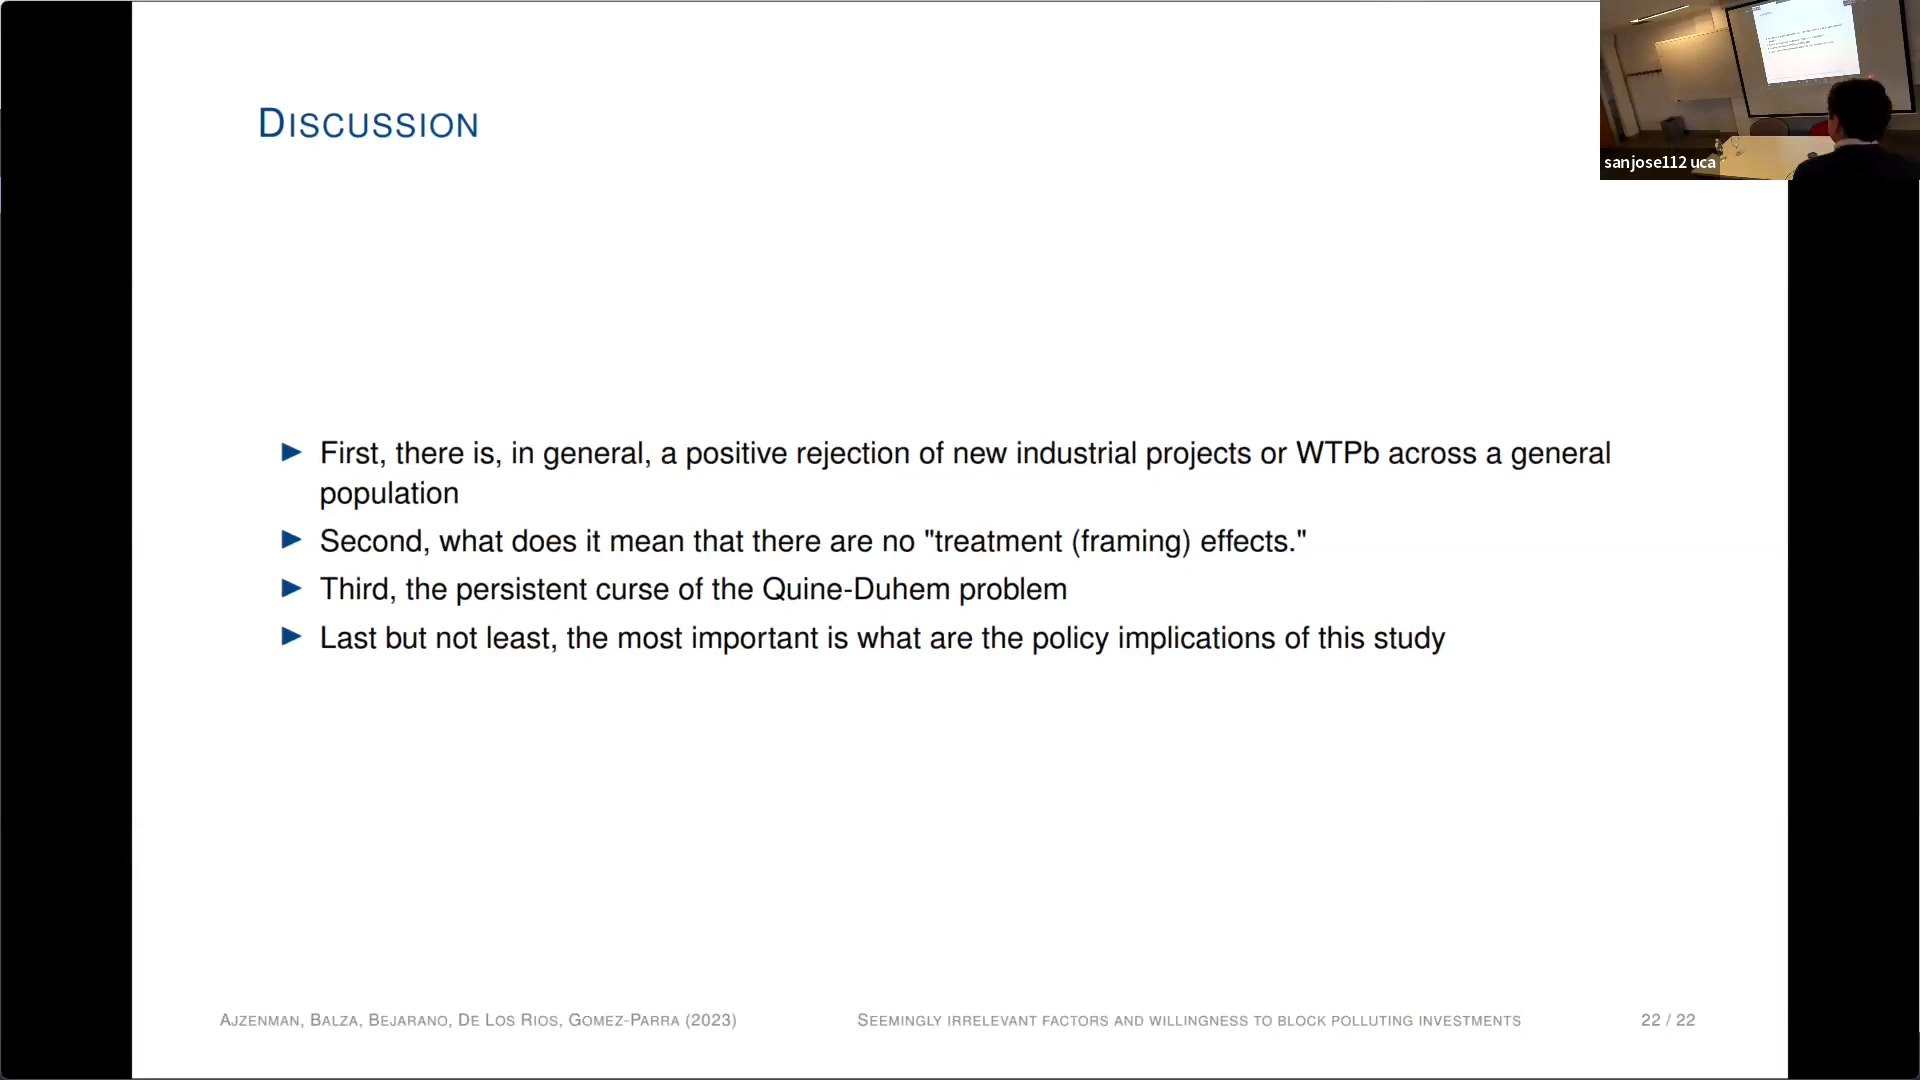 DISCUSSION
sanjose112 uca
▶ First, there is, in general, a positive rejection of new industrial projects or WTPb across a general
population
▶ Second, what does it mean that there are no "treatment (framing) effects."
▶ Third, the persistent curse of the Quine-Duhem problem
▶ Last but not least, the most important is what are the policy implications of this study
AJZENMAN, BALZA, BEJARANO, DE LOS RIOS, GOMEZ-PARRA (2023)
SEEMINGLY IRRELEVANT FACTORS AND WILLINGNESS TO BLOCK POLLUTING INVESTMENTS
22 / 22